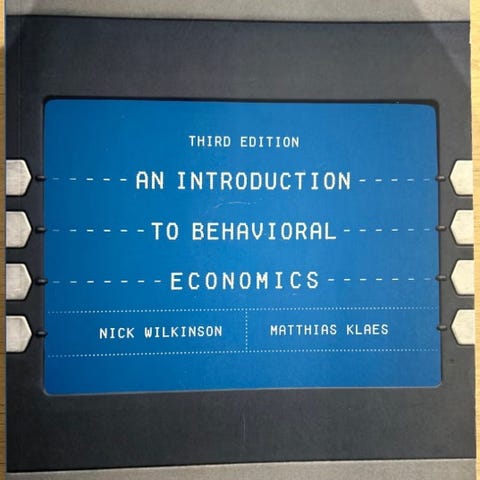 THIRD EDITION
AN INTRODUCTION
TO BEHAVIORAL
ECONOMICS
NICK WILKINSON
MATTHIAS KLAES